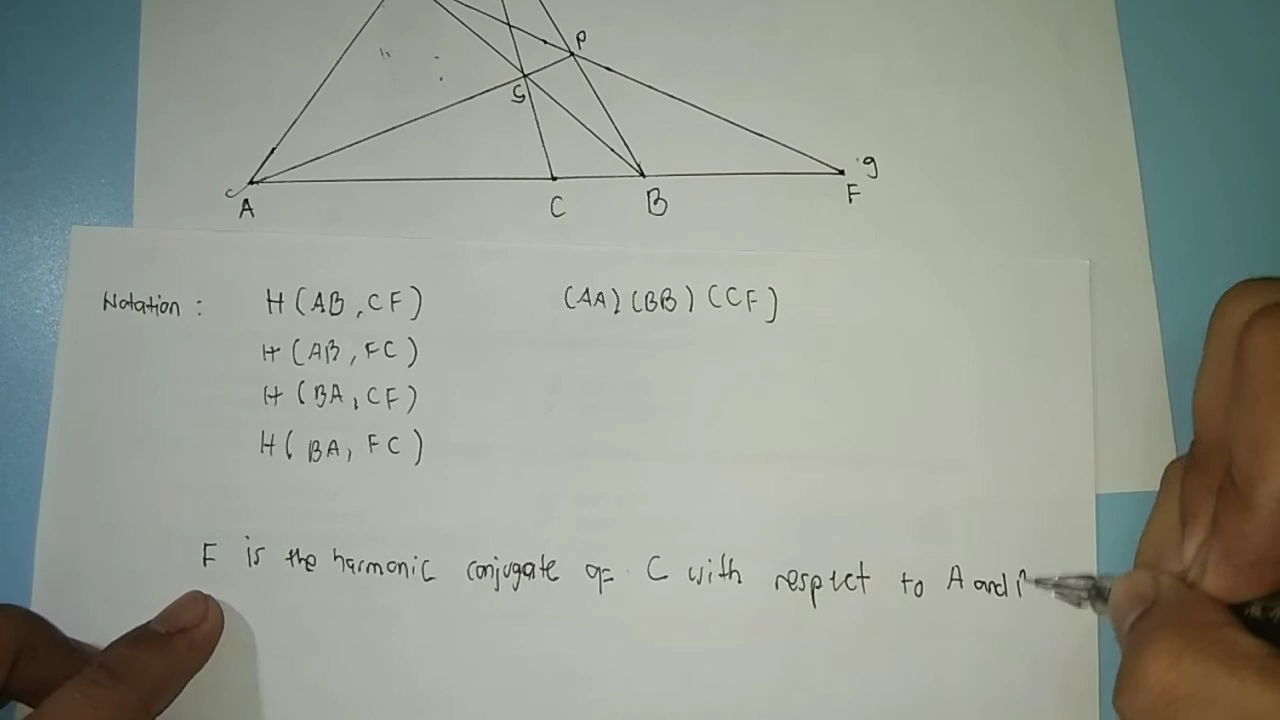 P
S
g
A C B F
Notation : H (AB, CF) (AA) (BB) (CF)
H (AB, FC)
H (BA, CF)
H (BA, FC)
F is the harmonic conjugate of C with respect to A and